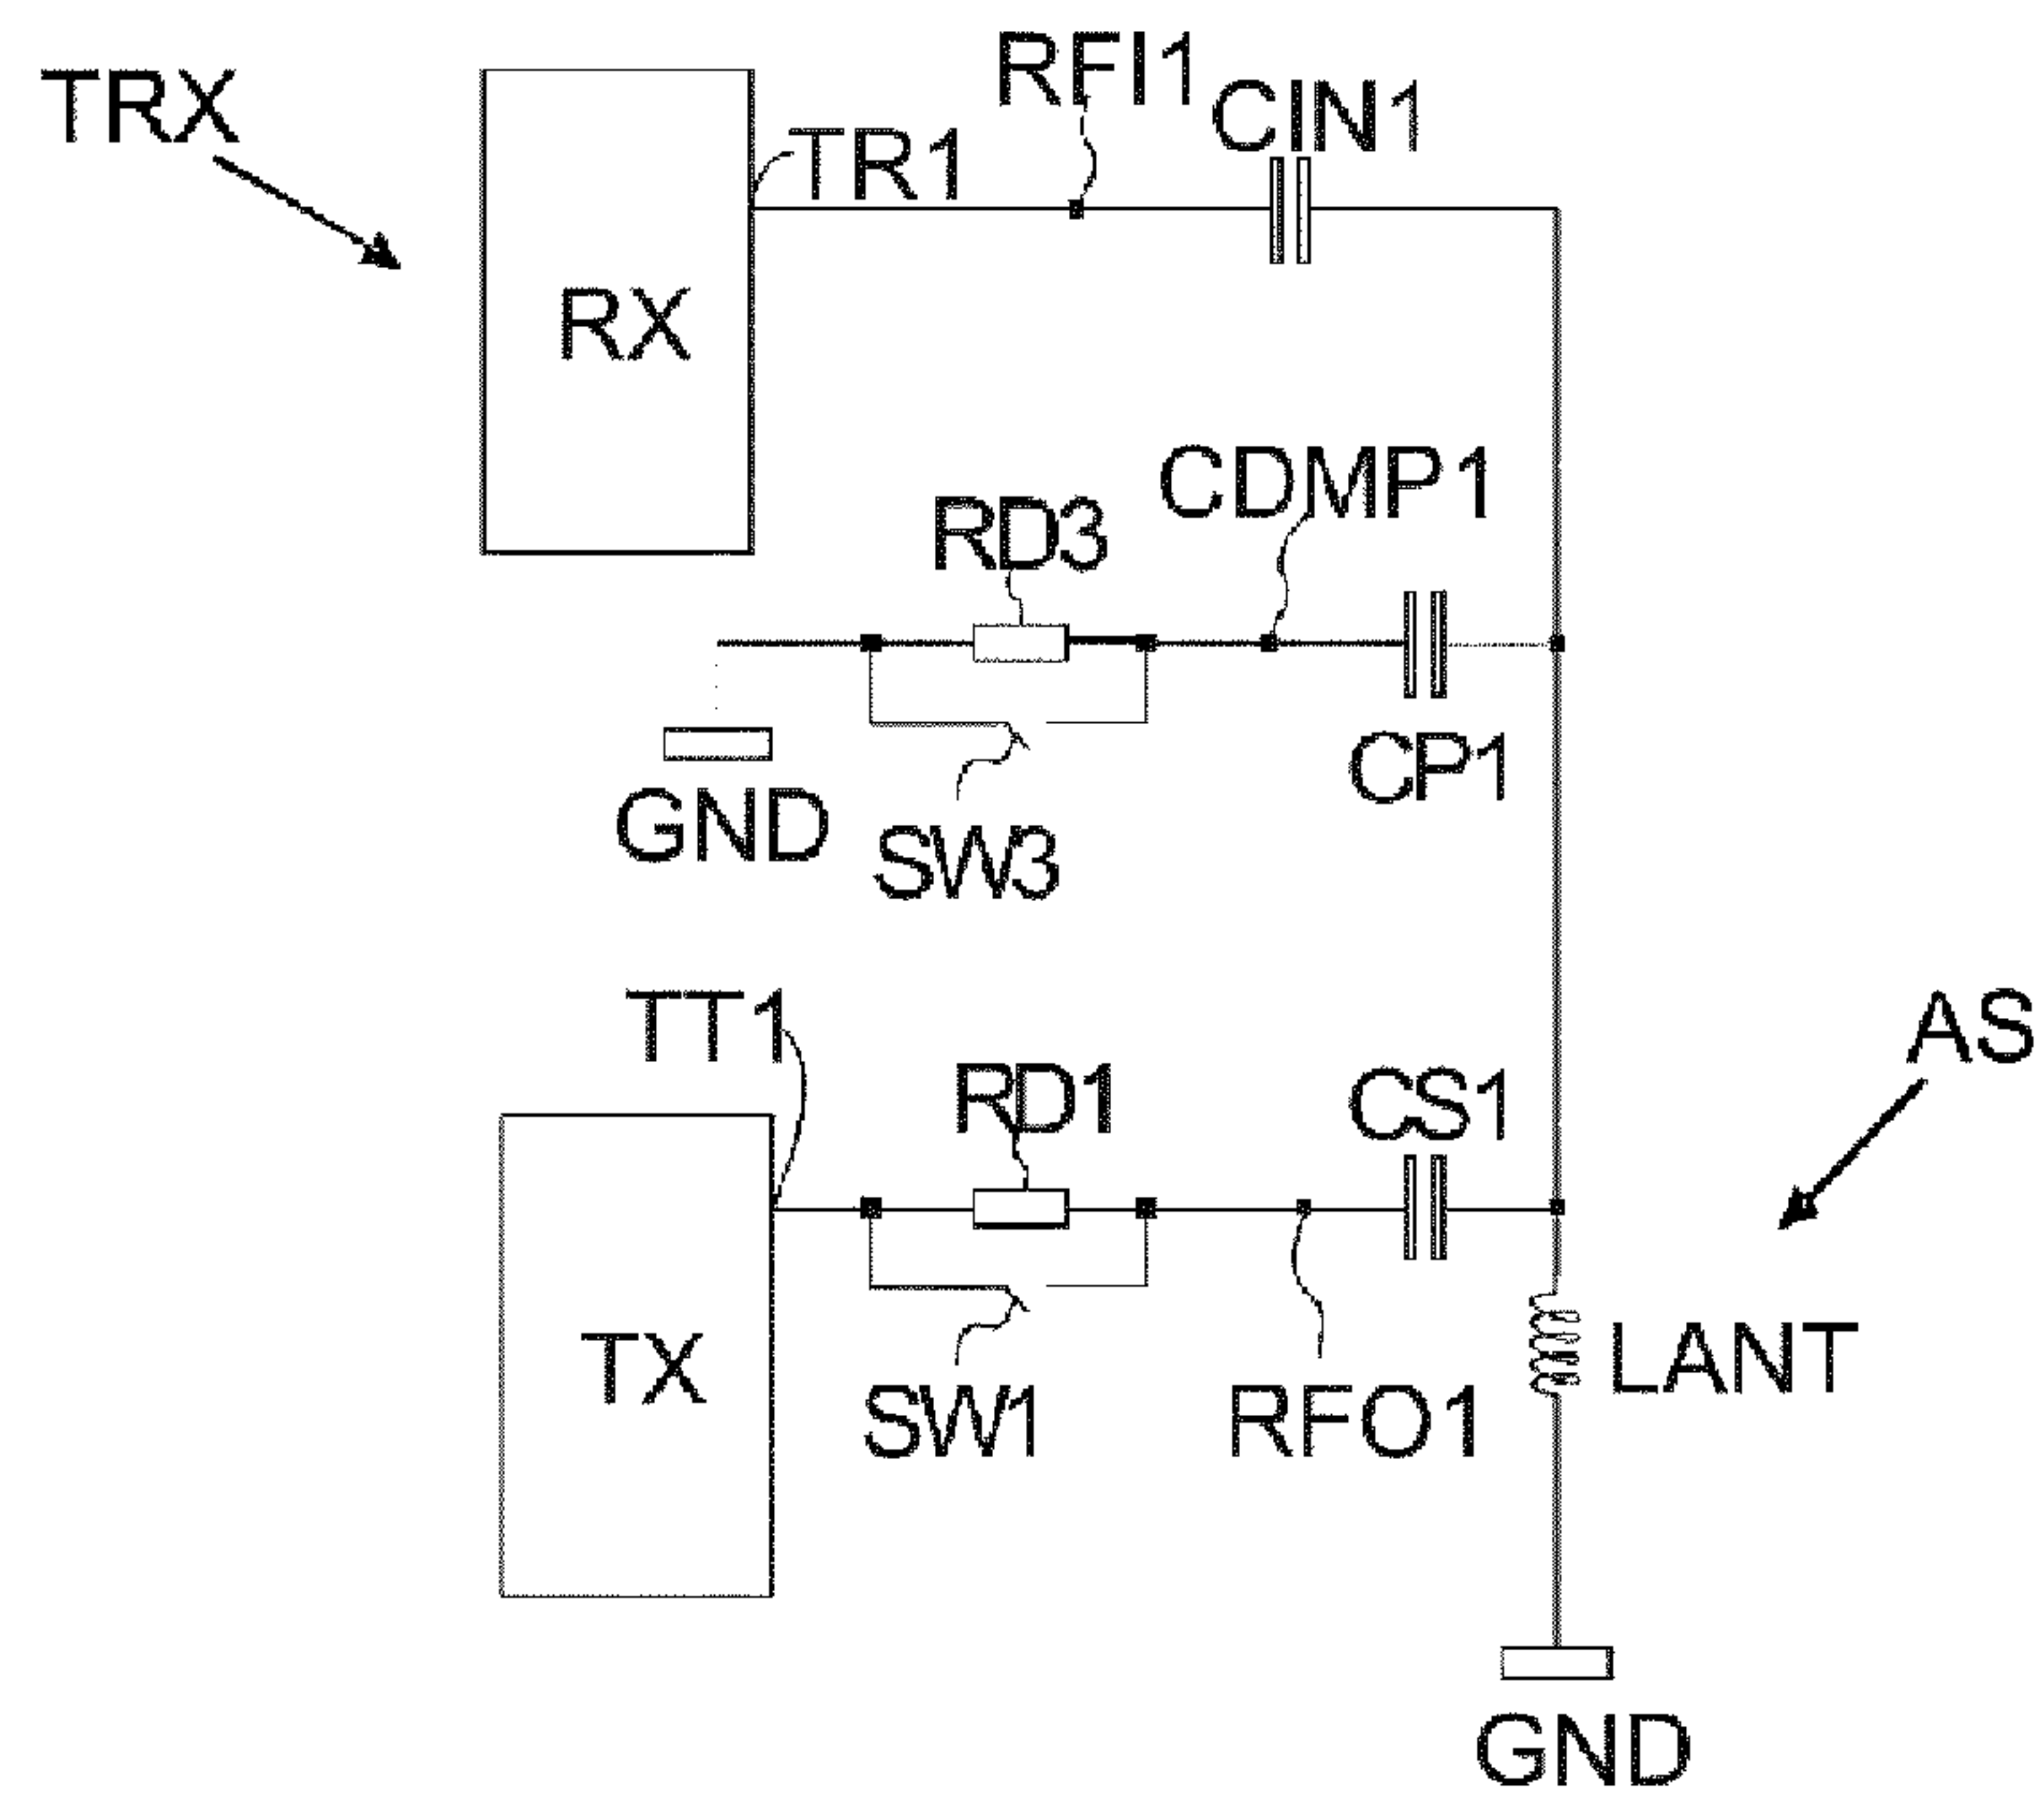 RFI1
TRX
CIN1
TR1
RX
CDMP1
RD3
CP1
GND
SW3
TT1
AS
RD1
CS1
TX
LANT
SW1
RFO1
GND